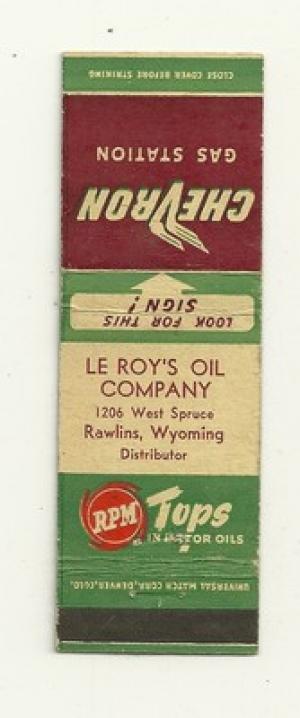 CLOSE COVER BEFORE STRIKING
CHEVRON
GAS STATION
LOOK FOR THIS
SIGN!
LE ROY'S OIL
COMPANY
1206 West Spruce
Rawlins, Wyoming
Distributor
RPM
Tops
IN MOTOR OILS
UNIVERSAL MATCH CORP., DENVER, COLO.